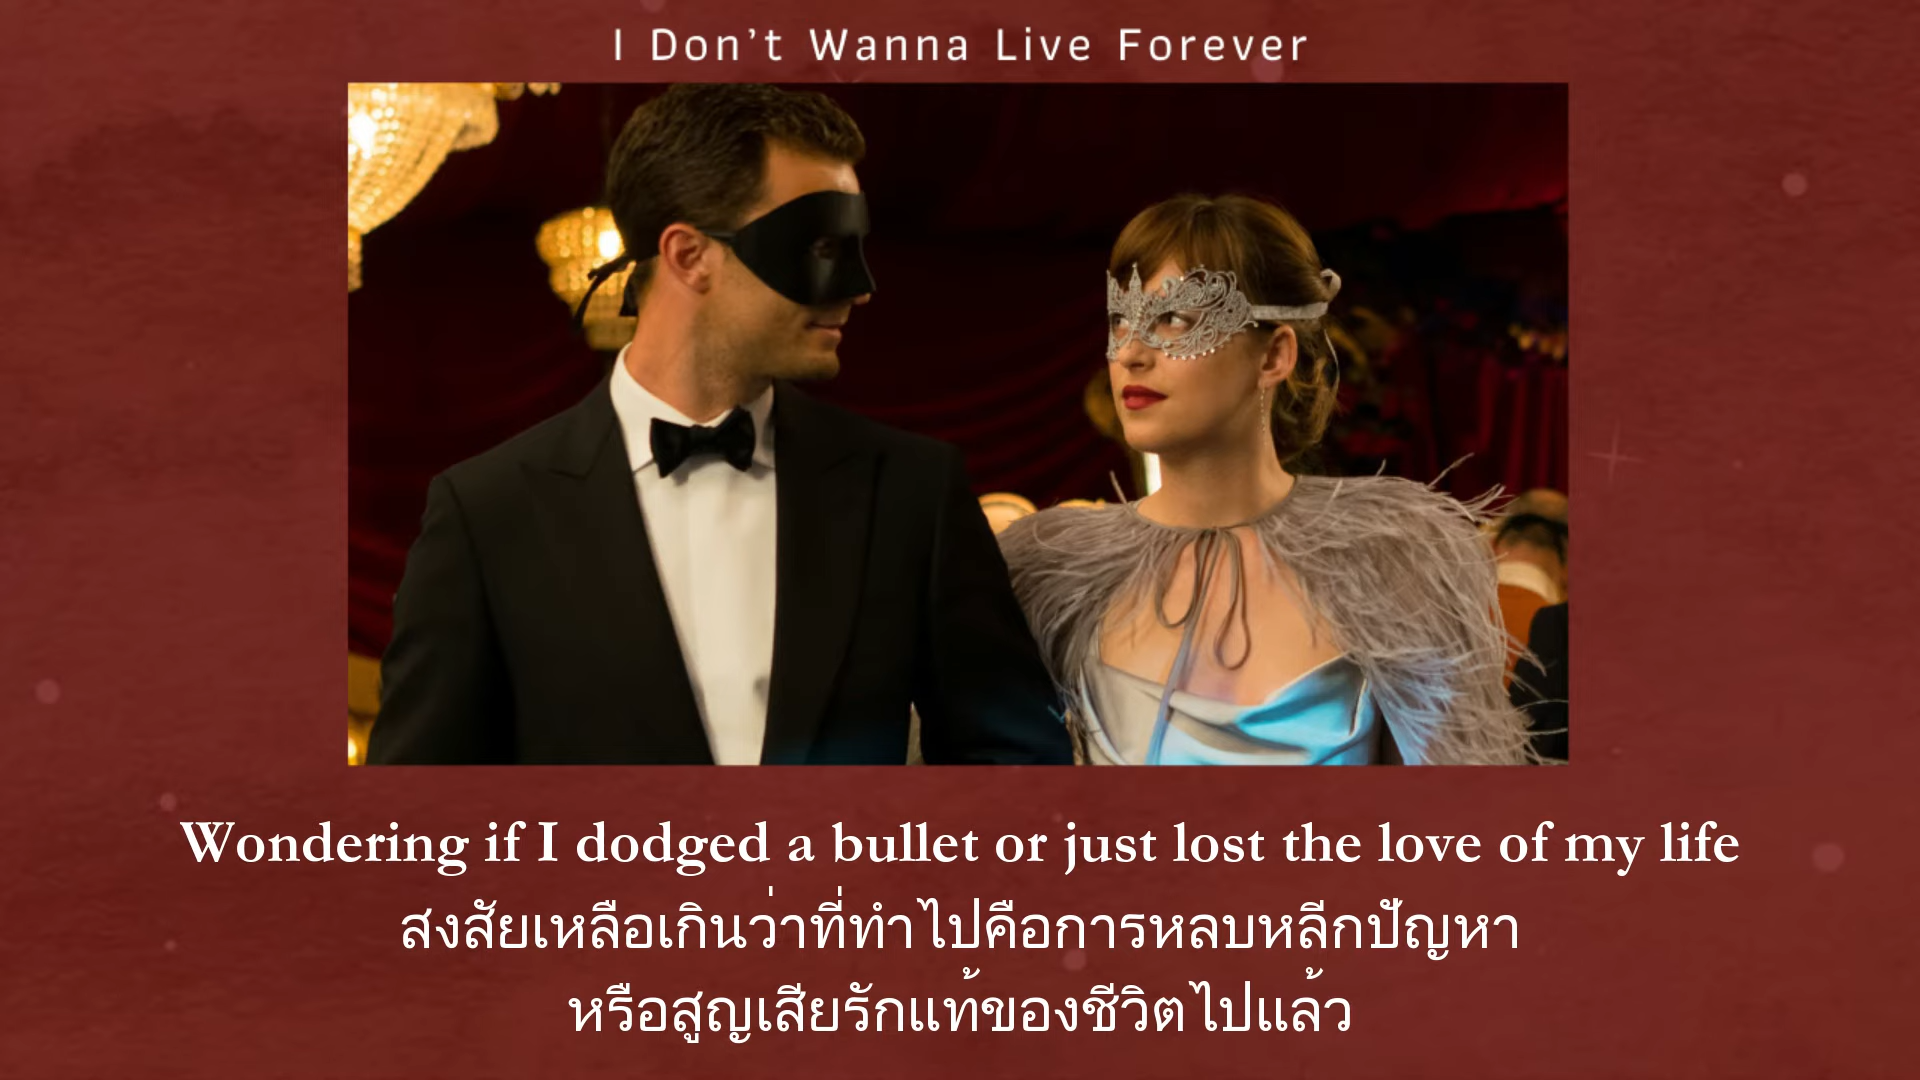 I Don't Wanna Live Forever
Wondering if I dodged a bullet or just lost the love of my life
สงสัยเหลือเกินว่าที่ทำไปคือการหลบหลีกปัญหา
หรือสูญเสียรักแท้ของชีวิตไปแล้ว